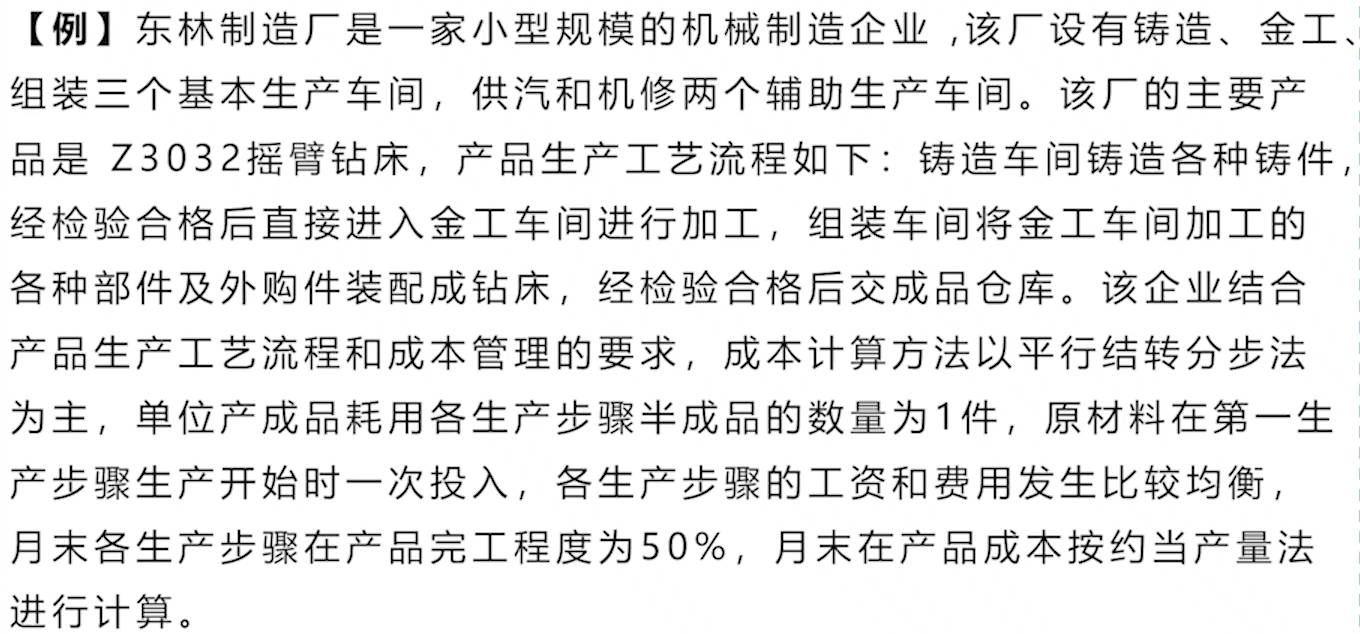 【例】东林制造厂是一家小型规模的机械制造企业 ,该厂设有铸造、金工、
组装三个基本生产车间，供汽和机修两个辅助生产车间。该厂的主要产
品是 Z3032摇臂钻床，产品生产工艺流程如下：铸造车间铸造各种铸件，
经检验合格后直接进入金工车间进行加工，组装车间将金工车间加工的
各种部件及外购件装配成钻床，经检验合格后交成品仓库。该企业结合
产品生产工艺流程和成本管理的要求，成本计算方法以平行结转分步法
为主，单位产成品耗用各生产步骤半成品的数量为1件，原材料在第一生
产步骤生产开始时一次投入，各生产步骤的工资和费用发生比较均衡，
月末各生产步骤在产品完工程度为50%，月末在产品成本按约当产量法
进行计算。